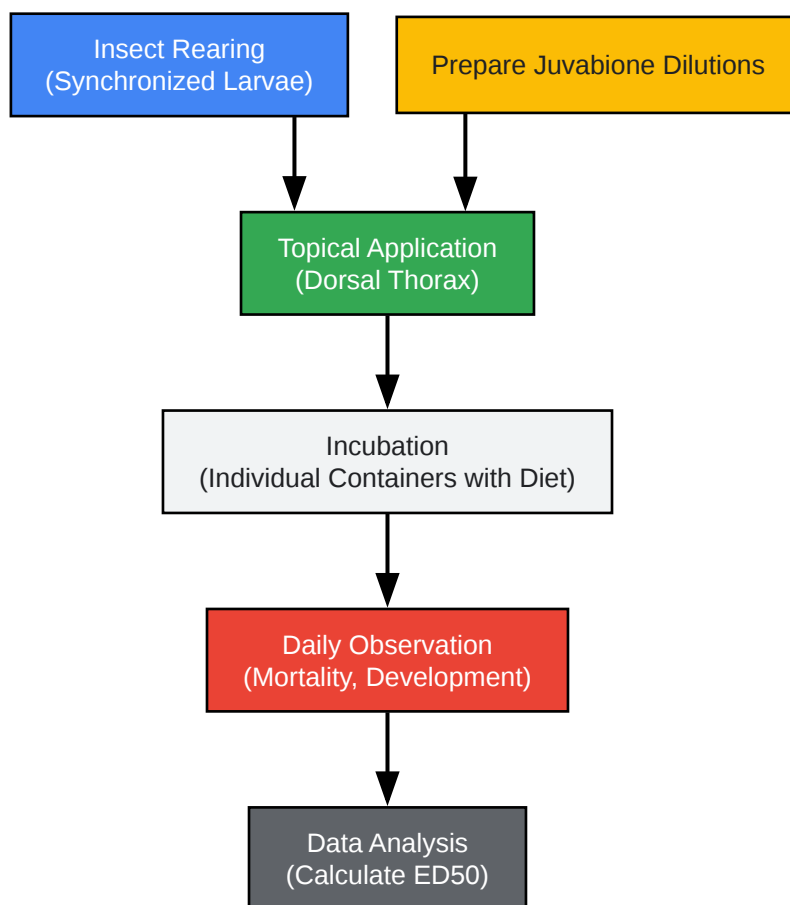 Insect Rearing
(Synchronized Larvae)
Prepare Juvabione Dilutions
Topical Application
(Dorsal Thorax)
Incubation
(Individual Containers with Diet)
Daily Observation
(Mortality, Development)
Data Analysis
(Calculate ED50)